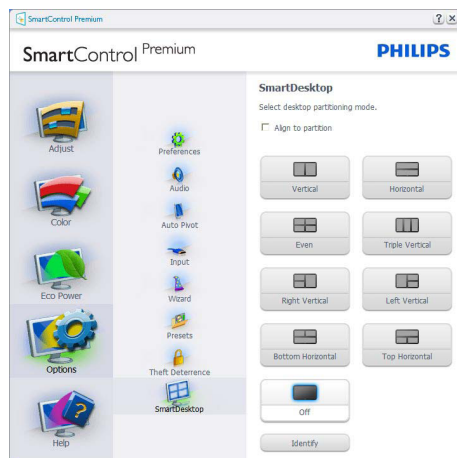 SmartControl Premium
SmartControl Premium
PHILIPS
Adjust
Color
Eco Power
Options
Help
Preferences
Audio
Auto Pivot
Input
Wizard
Presets
Theft Deterrence
SmartDesktop
SmartDesktop
Select desktop partitioning mode.
Align to partition
Vertical
Horizontal
Even
Triple Vertical
Right Vertical
Left Vertical
Bottom Horizontal
Top Horizontal
Off
Identify